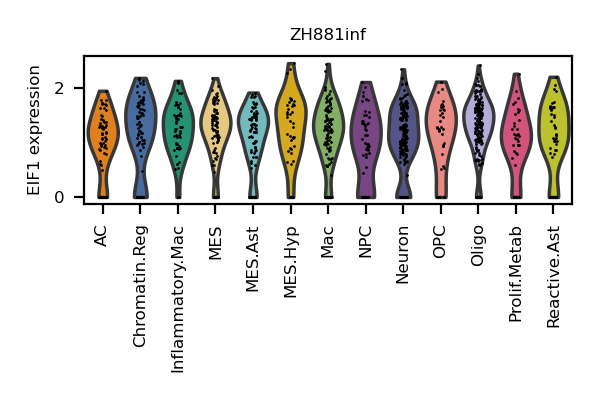 ZH881inf
EIF1 expression
2
0
AC
Chromatin.Reg
Inflammatory.Mac
MES
MES.Ast
MES.Hyp
Mac
NPC
Neuron
OPC
Oligo
Prolif.Metab
Reactive.Ast